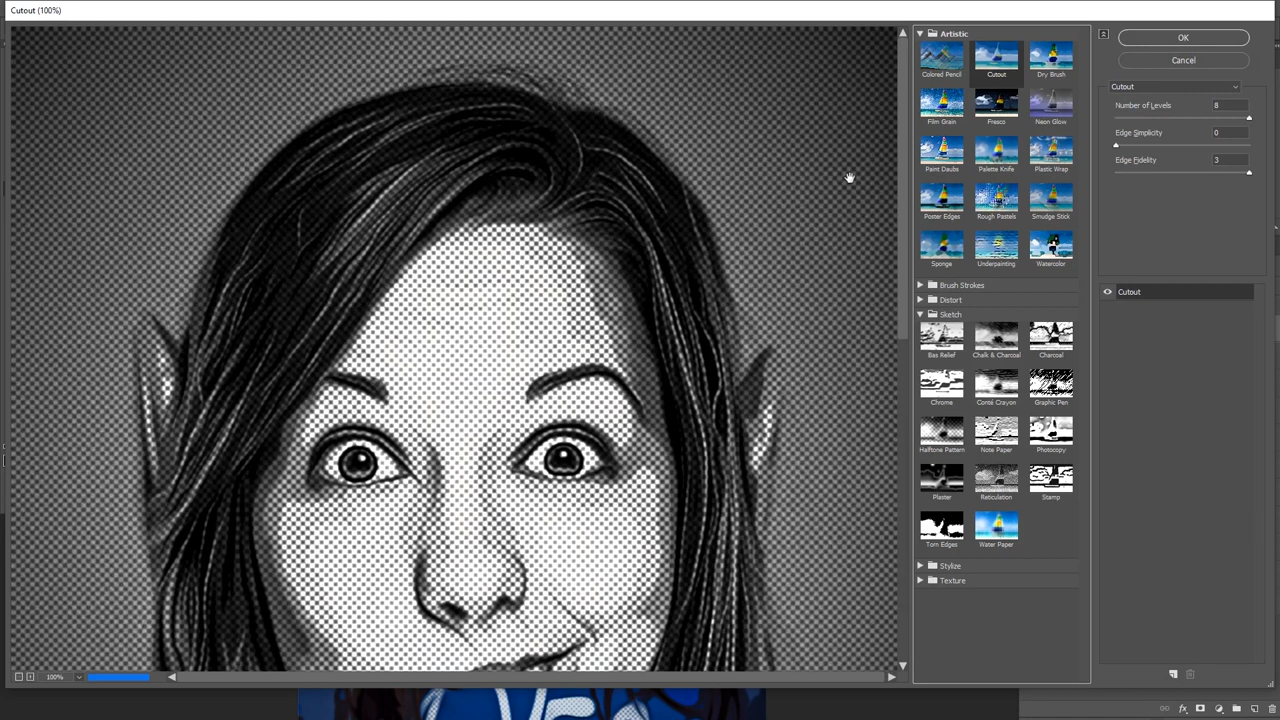 Cutout (100%)
Artistic
Colored Pencil
Cutout
Dry Brush
Film Grain
Fresco
Neon Glow
Paint Daubs
Palette Knife
Plastic Wrap
Poster Edges
Rough Pastels
Smudge Stick
Sponge
Underpainting
Watercolor
Brush Strokes
Distort
Sketch
Bas Relief
Chalk & Charcoal
Charcoal
Chrome
Conté Crayon
Graphic Pen
Halftone Pattern
Note Paper
Photocopy
Plaster
Reticulation
Stamp
Torn Edges
Water Paper
Stylize
Texture
OK
Cancel
Cutout
Number of Levels 8
Edge Simplicity 0
Edge Fidelity 3
Cutout
100%
fx